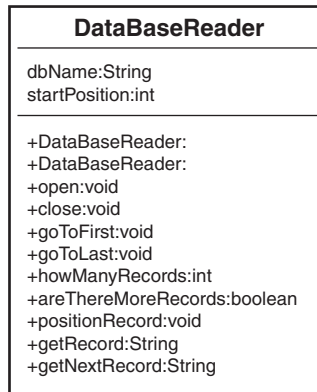 DataBaseReader
dbName:String
startPosition:int
+DataBaseReader:
+DataBaseReader:
+open:void
+close:void
+goToFirst:void
+goToLast:void
+howManyRecords:int
+areThereMoreRecords:boolean
+positionRecord:void
+getRecord:String
+getNextRecord:String